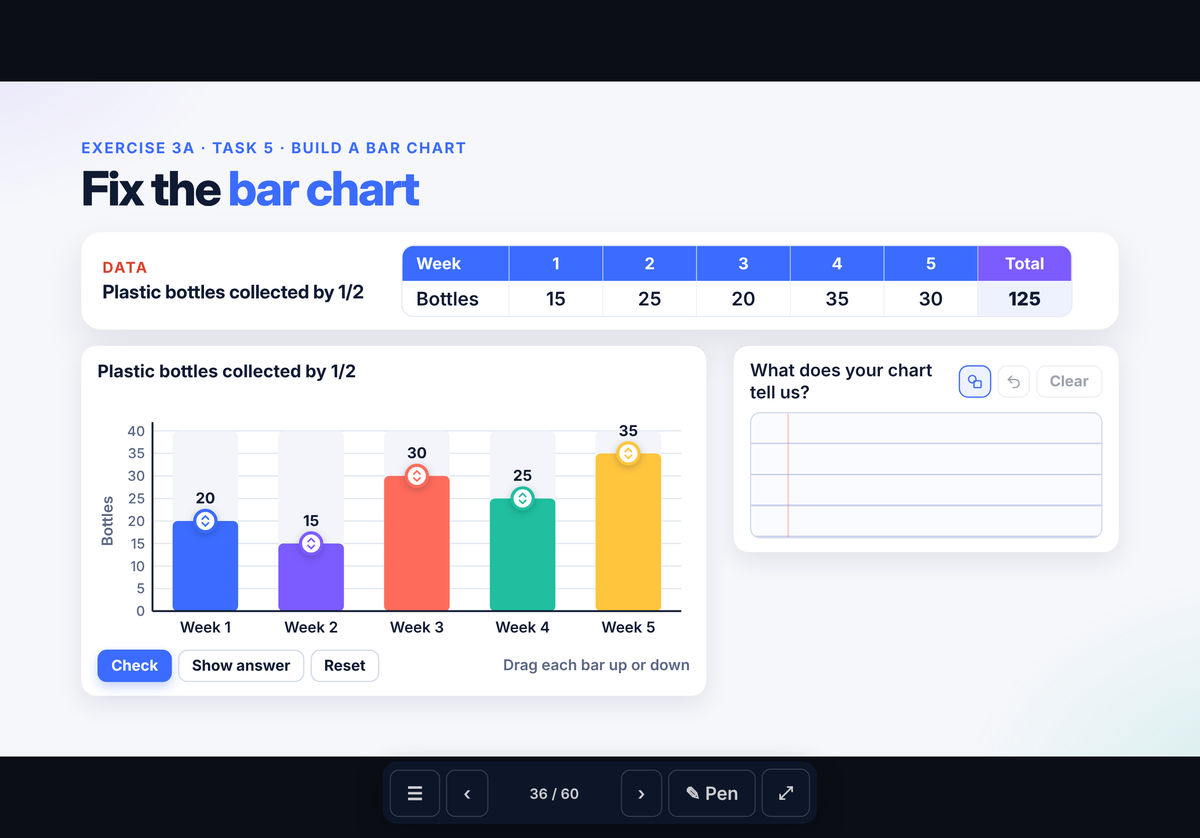 EXERCISE 3A · TASK 5 · BUILD A BAR CHART
Fix the bar chart
DATA
Plastic bottles collected by 1/2
Week 1 2 3 4 5 Total
Bottles 15 25 20 35 30 125
Plastic bottles collected by 1/2
Bottles
40
35
30
25
20
15
10
5
0
20
15
30
25
35
Week 1 Week 2 Week 3 Week 4 Week 5
Check Show answer Reset Drag each bar up or down
What does your chart
tell us?
Clear
36 / 60
Pen